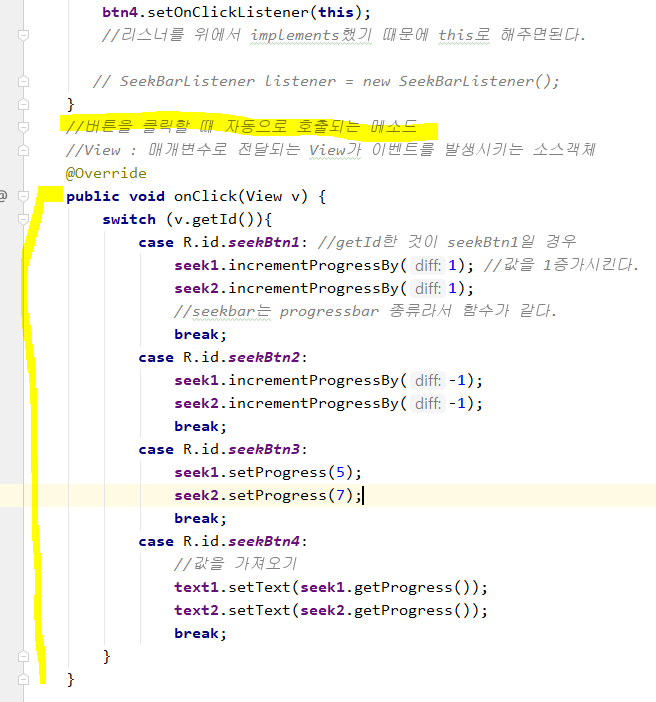 btn4.setOnClickListener(this);
//리스너를 위에서 implements했기 때문에 this로 해주면된다.
// SeekBarListener listener = new SeekBarListener();
}
//버튼을 클릭할 때 자동으로 호출되는 메소드
//View : 매개변수로 전달되는 View가 이벤트를 발생시키는 소스객체
@Override
@ public void onClick(View v) {
switch (v.getId()){
case R.id.seekBtn1: //getId한 것이 seekBtn1일 경우
seek1.incrementProgressBy( diff: 1); //값을 1증가시킨다.
seek2.incrementProgressBy( diff: 1);
//seekbar는 progressbar 종류라서 함수가 같다.
break;
case R.id.seekBtn2:
seek1.incrementProgressBy( diff: -1);
seek2.incrementProgressBy( diff: -1);
break;
case R.id.seekBtn3:
seek1.setProgress(5);
seek2.setProgress(7);
break;
case R.id.seekBtn4:
//값을 가져오기
text1.setText(seek1.getProgress());
text2.setText(seek2.getProgress());
break;
}
}